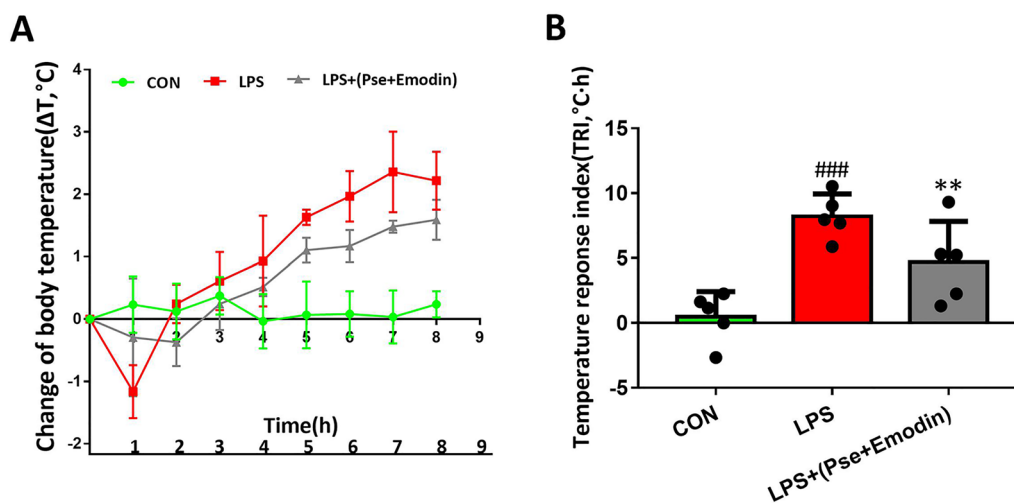 A
Change of body temperature(ΔT,°C)
4
3
2
1
0
-1
-2
CON
LPS
LPS+(Pse+Emodin)
1 2 3 4 5 6 7 8 9
Time(h)
1 2 3 4 5 6 7 8 9
B
Temperature reponse index(TRI,°C·h)
15
10
5
0
-5
###
**
CON
LPS
LPS+(Pse+Emodin)